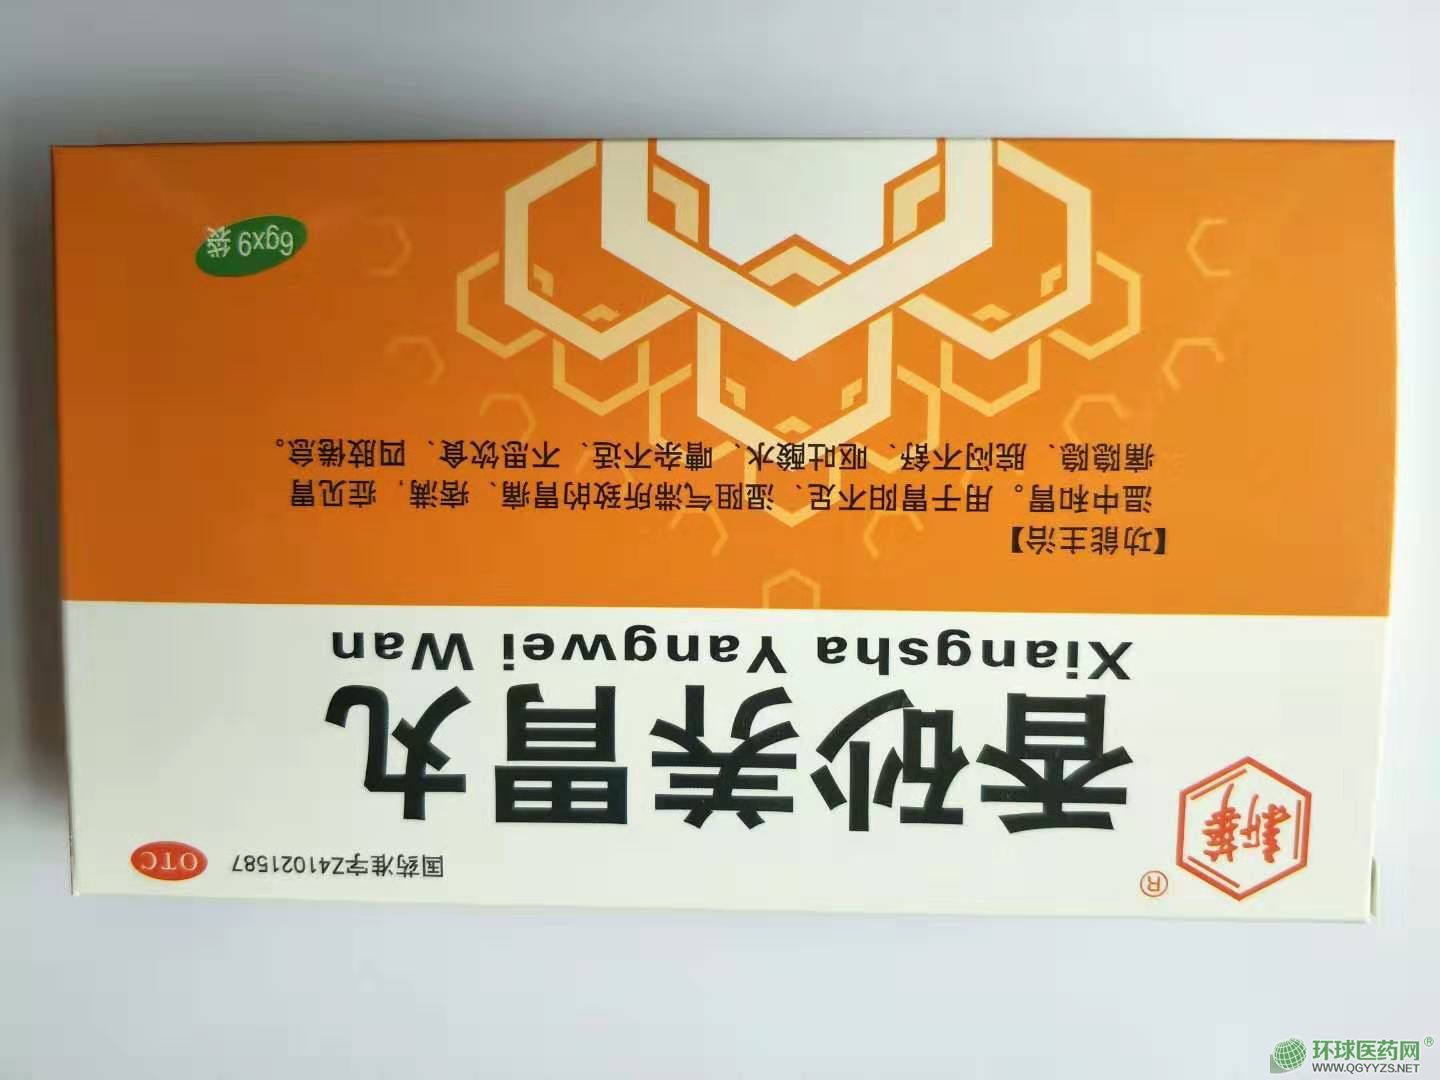 新華
®
国药准字Z41021587
OTC
香砂养胃丸
Xiangsha Yangwei Wan
【功能主治】
温中和胃。用于胃阳不足、湿阻气滞所致的胃痛、痞满，症见胃
痛隐隐、脘闷不舒、呕吐酸水、嘈杂不适、不思饮食、四肢倦怠。
6gx9袋
环球医药网®
WWW.QGYYZS.NET